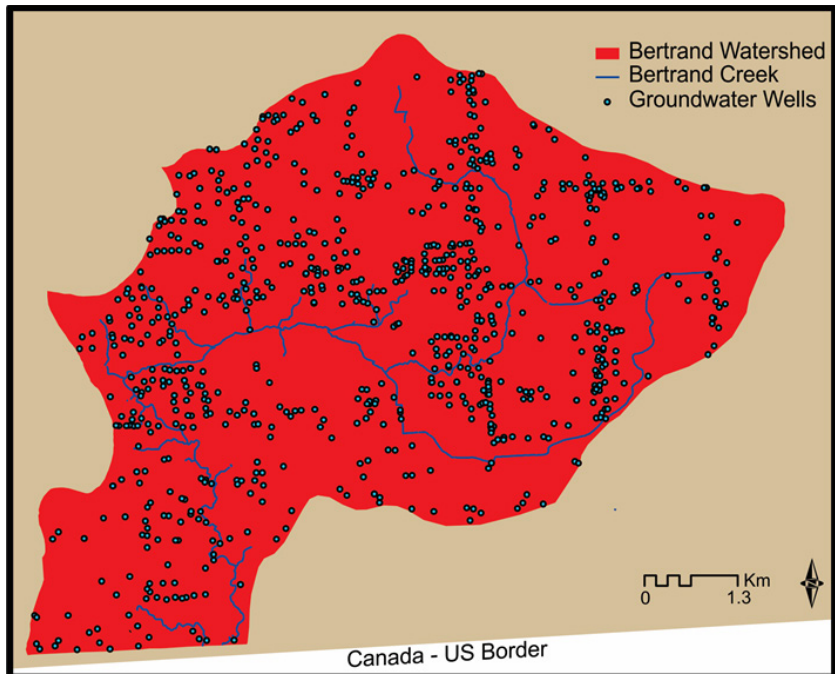 Bertrand Watershed
Bertrand Creek
Groundwater Wells
Km
0 1.3
N
Canada - US Border